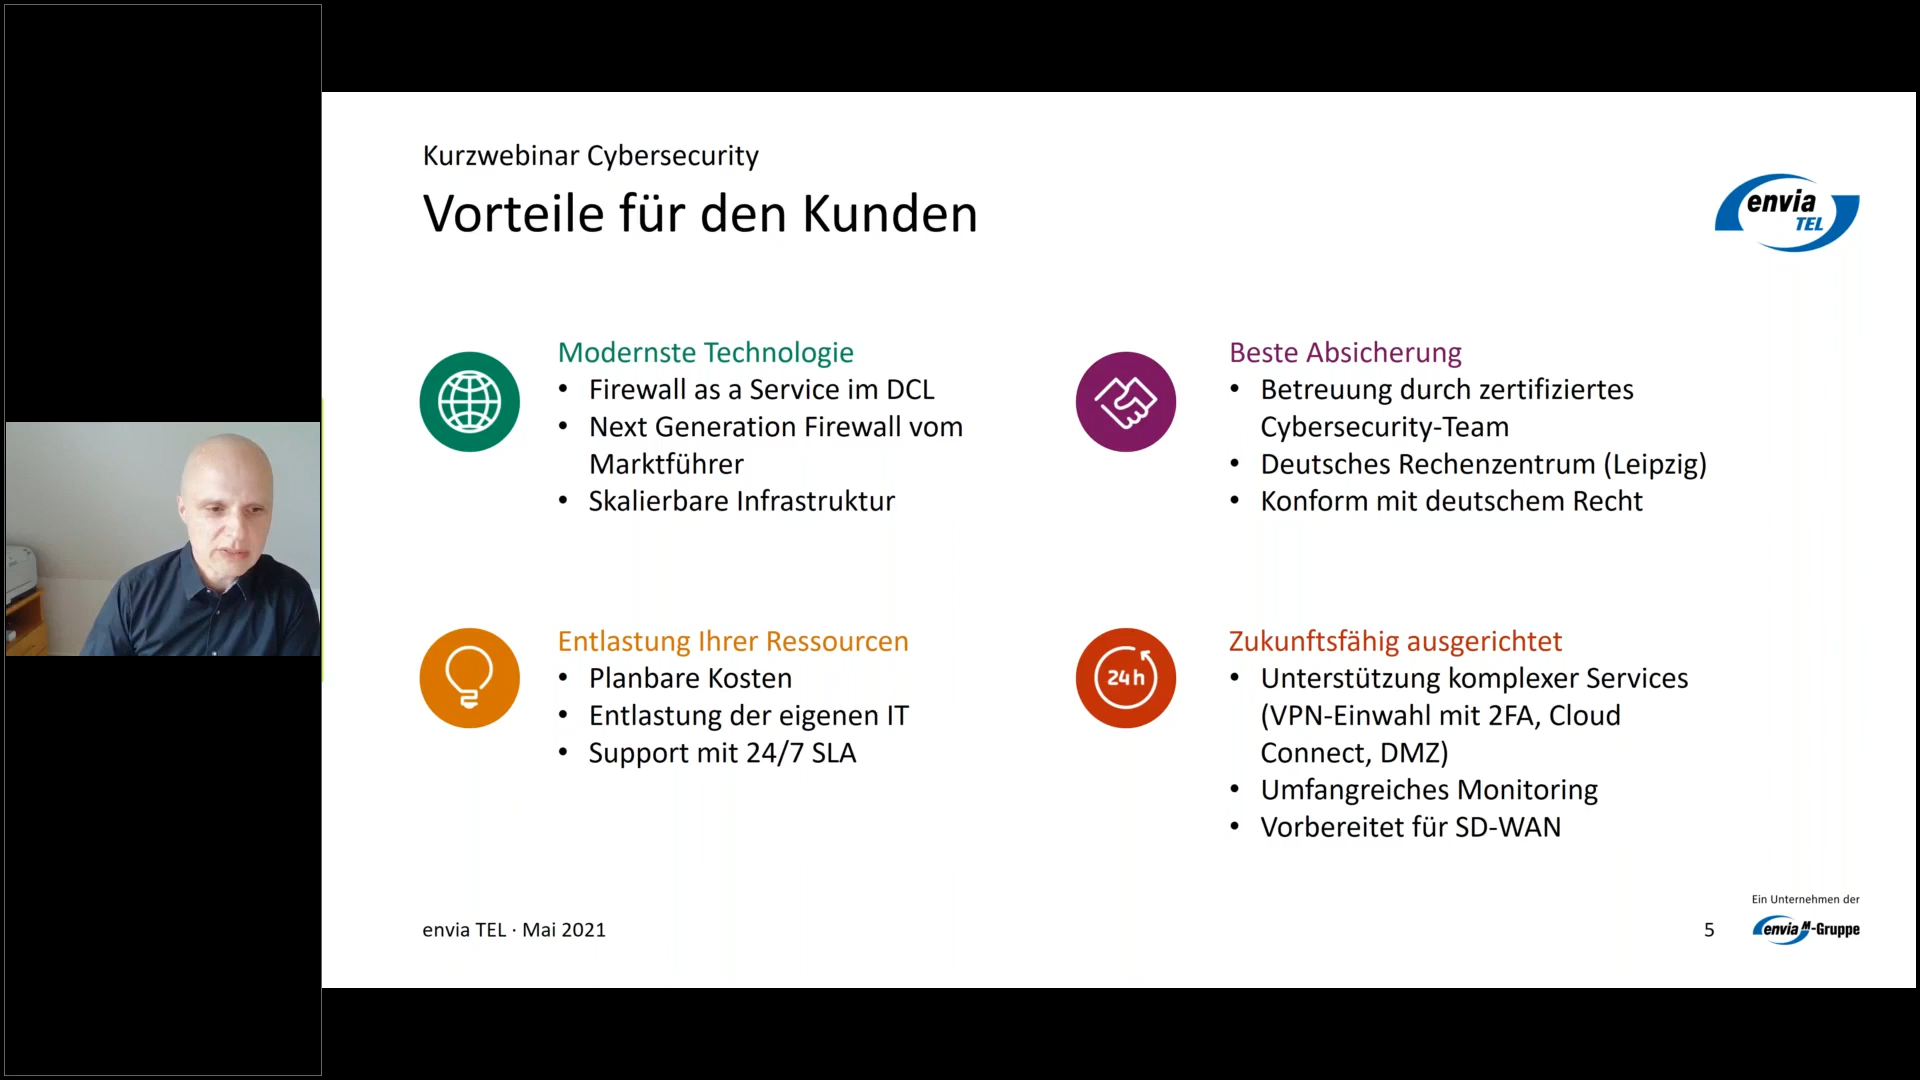 Kurzwebinar Cybersecurity
Vorteile für den Kunden
envia
TEL
Modernste Technologie
• Firewall as a Service im DCL
• Next Generation Firewall vom
Marktführer
• Skalierbare Infrastruktur
Beste Absicherung
• Betreuung durch zertifiziertes
Cybersecurity-Team
• Deutsches Rechenzentrum (Leipzig)
• Konform mit deutschem Recht
Entlastung Ihrer Ressourcen
• Planbare Kosten
• Entlastung der eigenen IT
• Support mit 24/7 SLA
24h
Zukunftsfähig ausgerichtet
• Unterstützung komplexer Services
(VPN-Einwahl mit 2FA, Cloud
Connect, DMZ)
• Umfangreiches Monitoring
• Vorbereitet für SD-WAN
envia TEL · Mai 2021
5
Ein Unternehmen der
envia M-Gruppe